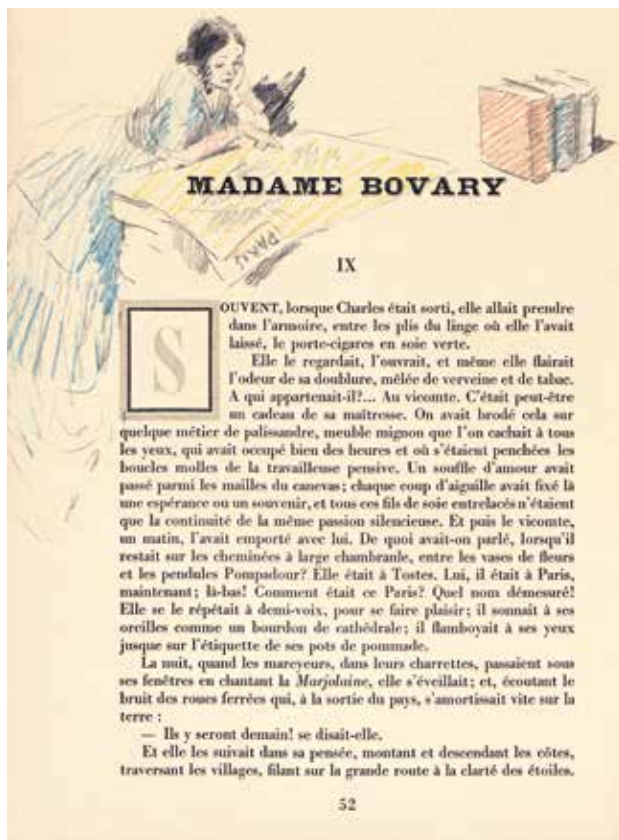 MADAME BOVARY
PARIS
IX
SOUVENT, lorsque Charles était sorti, elle allait prendre
dans l'armoire, entre les plis du linge où elle l'avait
laissé, le porte-cigares en soie verte.
Elle le regardait, l'ouvrait, et même elle flairait
l'odeur de sa doublure, mêlée de verveine et de tabac.
A qui appartenait-il?... Au vicomte. C'était peut-être
un cadeau de sa maîtresse. On avait brodé cela sur
quelque métier de palissandre, meuble mignon que l'on cachait à tous
les yeux, qui avait occupé bien des heures et où s'étaient penchées les
boucles molles de la travailleuse pensive. Un souffle d'amour avait
passé parmi les mailles du canevas; chaque coup d'aiguille avait fixé là
une espérance ou un souvenir, et tous ces fils de soie entrelacés n'étaient
que la continuité de la même passion silencieuse. Et puis le vicomte,
un matin, l'avait emporté avec lui. De quoi avait-on parlé, lorsqu'il
restait sur les cheminées à large chambranle, entre les vases de fleurs
et les pendules Pompadour? Elle était à Tostes. Lui, il était à Paris,
maintenant; là-bas! Comment était ce Paris? Quel nom démesuré!
Elle se le répétait à demi-voix, pour se faire plaisir; il sonnait à ses
oreilles comme un bourdon de cathédrale; il flamboyait à ses yeux
jusque sur l'étiquette de ses pots de pommade.
La nuit, quand les mareyeurs, dans leurs charrettes, passaient sous
ses fenêtres en chantant la Marjolaine, elle s'éveillait; et, écoutant le
bruit des roues ferrées qui, à la sortie du pays, s'amortissait vite sur la
terre :
— Ils y seront demain! se disait-elle.
Et elle les suivait dans sa pensée, montant et descendant les côtes,
traversant les villages, filant sur la grande route à la clarté des étoiles.
52